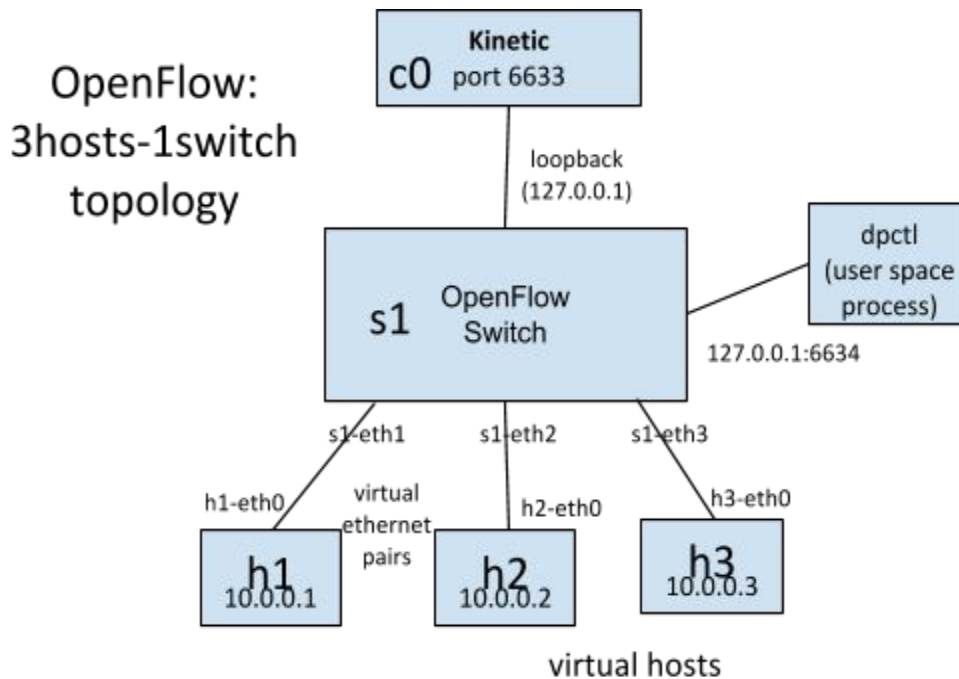 OpenFlow:
3hosts-1switch
topology
Kinetic
c0 port 6633
loopback
(127.0.0.1)
dpctl
(user space
process)
s1 OpenFlow
Switch
127.0.0.1:6634
s1-eth1
s1-eth2
s1-eth3
h1-eth0
virtual
ethernet
pairs
h2-eth0
h3-eth0
h1
10.0.0.1
h2
10.0.0.2
h3
10.0.0.3
virtual hosts